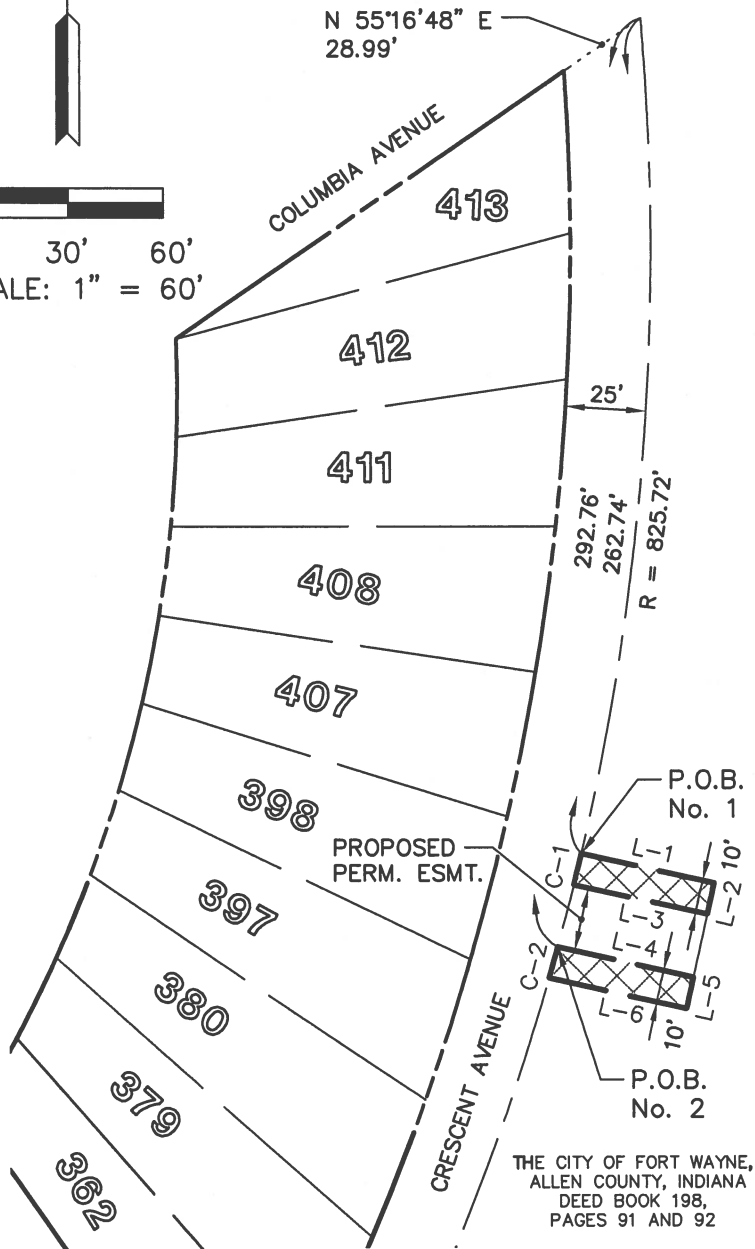 N 55°16'48" E
28.99'
COLUMBIA AVENUE
413
30' 60'
ALE: 1" = 60'
412
25'
411
292.76'
262.74'
R = 825.72'
408
407
398
P.O.B.
No. 1
PROPOSED
PERM. ESMT.
C-1
L-1
10'
L-2
L-3
397
C-2
L-4
L-5
L-6
10'
380
CRESCENT AVENUE
P.O.B.
No. 2
379
362
THE CITY OF FORT WAYNE,
ALLEN COUNTY, INDIANA
DEED BOOK 198,
PAGES 91 AND 92